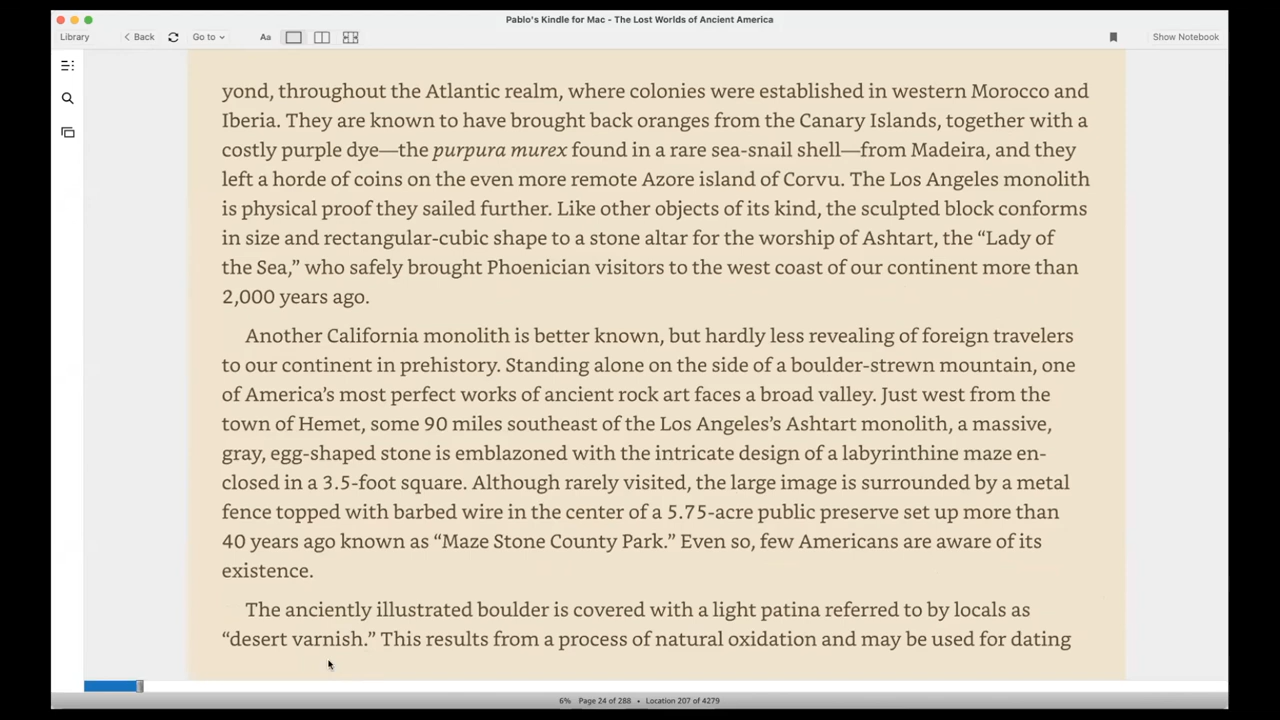 Pablo's Kindle for Mac - The Lost Worlds of Ancient America
Library
Back
Go to
Aa
Show Notebook
yond, throughout the Atlantic realm, where colonies were established in western Morocco and
Iberia. They are known to have brought back oranges from the Canary Islands, together with a
costly purple dye—the purpura murex found in a rare sea-snail shell—from Madeira, and they
left a horde of coins on the even more remote Azore island of Corvu. The Los Angeles monolith
is physical proof they sailed further. Like other objects of its kind, the sculpted block conforms
in size and rectangular-cubic shape to a stone altar for the worship of Ashtart, the “Lady of
the Sea,” who safely brought Phoenician visitors to the west coast of our continent more than
2,000 years ago.
Another California monolith is better known, but hardly less revealing of foreign travelers
to our continent in prehistory. Standing alone on the side of a boulder-strewn mountain, one
of America’s most perfect works of ancient rock art faces a broad valley. Just west from the
town of Hemet, some 90 miles southeast of the Los Angeles’s Ashtart monolith, a massive,
gray, egg-shaped stone is emblazoned with the intricate design of a labyrinthine maze en-
closed in a 3.5-foot square. Although rarely visited, the large image is surrounded by a metal
fence topped with barbed wire in the center of a 5.75-acre public preserve set up more than
40 years ago known as “Maze Stone County Park.” Even so, few Americans are aware of its
existence.
The anciently illustrated boulder is covered with a light patina referred to by locals as
“desert varnish.” This results from a process of natural oxidation and may be used for dating
6% Page 24 of 288 • Location 207 of 4279